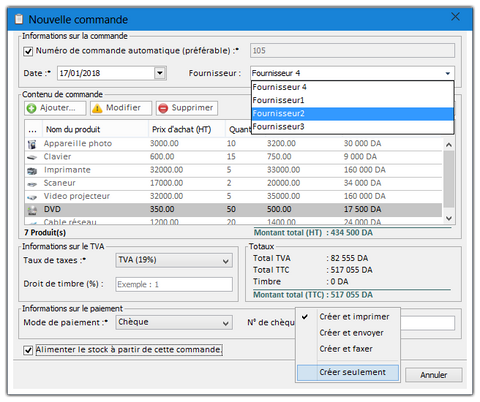 Nouvelle commande
Informations sur la commande
Numéro de commande automatique (préférable) :* 105
Date :* 17/01/2018 Fournisseur : Fournisseur 4
Fournisseur 4
Fournisseur1
Fournisseur2
Fournisseur3
Contenu de commande
Ajouter... Modifier Supprimer
... Nom du produit Prix d'achat (HT) Quant
Appareille photo 3000.00 10 3200.00 30 000 DA
Clavier 600.00 15 750.00 9 000 DA
Imprimante 32000.00 5 33000.00 160 000 DA
Scaneur 17000.00 2 20000.00 34 000 DA
Video projecteur 32000.00 5 35000.00 160 000 DA
DVD 350.00 50 500.00 17 500 DA
Cable réseau 1200.00 20 1400.00 24 000 DA
7 Produit(s) Montant total (HT) : 434 500 DA
Informations sur le TVA
Taux de taxes :* TVA (19%)
Droit de timbre (%) : Exemple : 1
Totaux
Total TVA : 82 555 DA
Total TTC : 517 055 DA
Timbre : 0 DA
Montant total (TTC) : 517 055 DA
Informations sur le paiement
Mode de paiement :* Chèque N° de chèqu
Créer et imprimer
Créer et envoyer
Créer et faxer
Créer seulement
Alimenter le stock à partir de cette commande.
Annuler